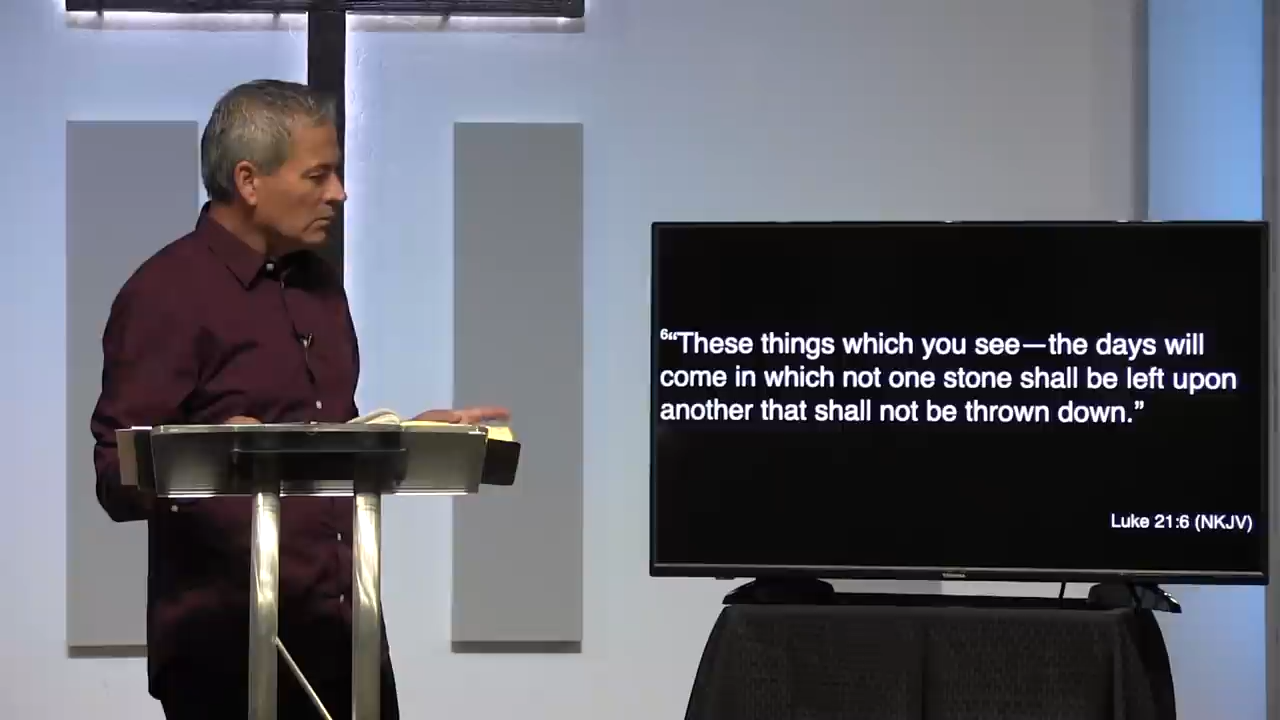 ⁶“These things which you see—the days will
come in which not one stone shall be left upon
another that shall not be thrown down.”
Luke 21:6 (NKJV)
TOSHIBA